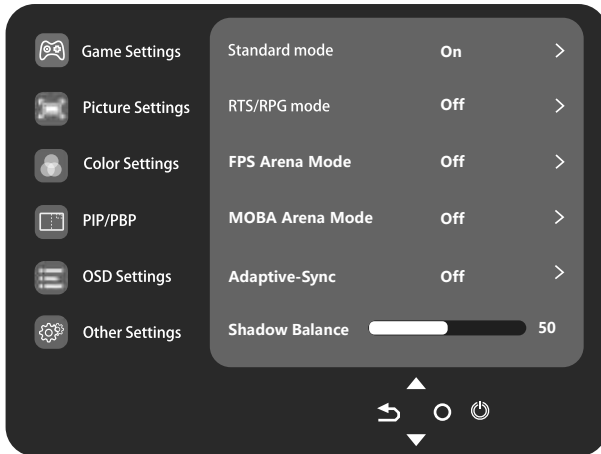 Game Settings
Picture Settings
Color Settings
PIP/PBP
OSD Settings
Other Settings
Standard mode On
RTS/RPG mode Off
FPS Arena Mode Off
MOBA Arena Mode Off
Adaptive-Sync Off
Shadow Balance 50